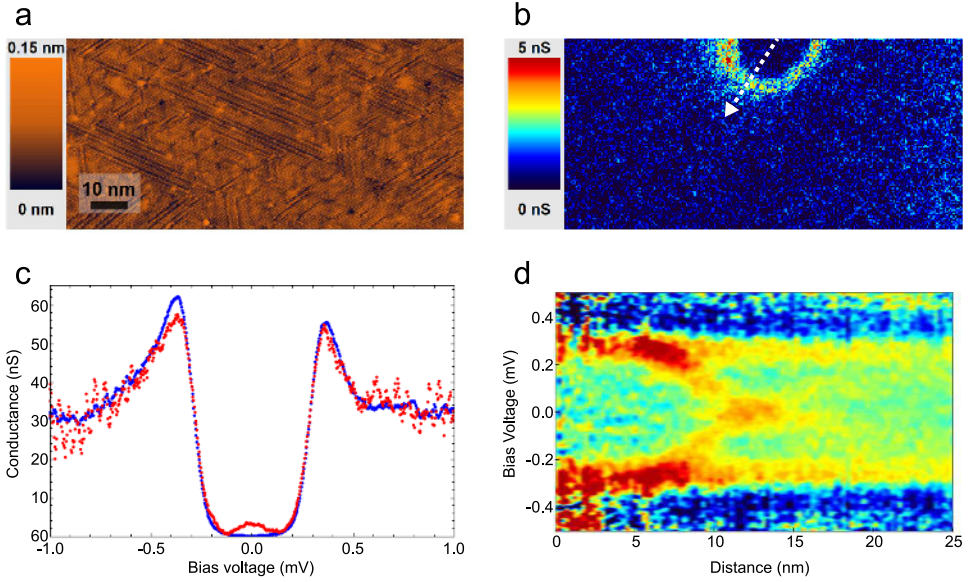 a
0.15 nm
0 nm
10 nm
b
5 nS
0 nS
c
60
50
40
30
20
10
60
Conductance (nS)
-1.0
-0.5
0.0
0.5
1.0
Bias voltage (mV)
d
0.4
0.2
0.0
-0.2
-0.4
Bias Voltage (mV)
0
5
10
15
20
25
Distance (nm)